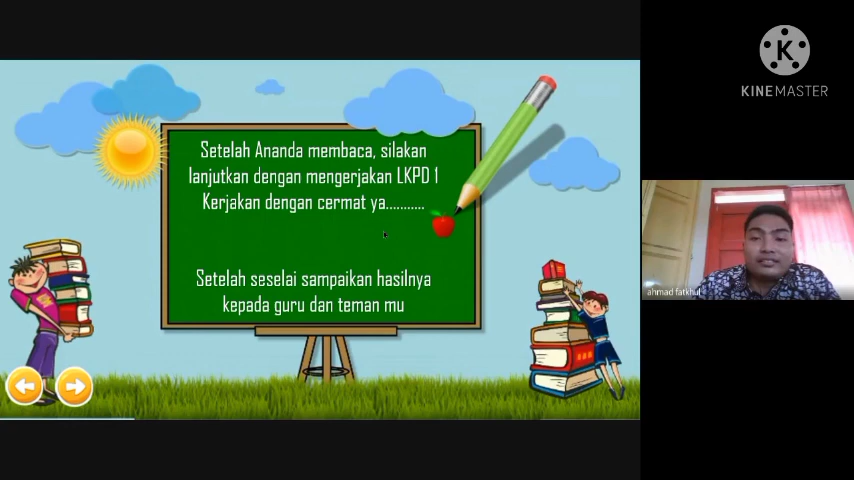 Setelah Ananda membaca, silakan
lanjutkan dengan mengerjakan LKPD 1
Kerjakan dengan cermat ya...........
Setelah seselai sampaikan hasilnya
kepada guru dan teman mu
K
KINEMASTER
ahmad fatkhul